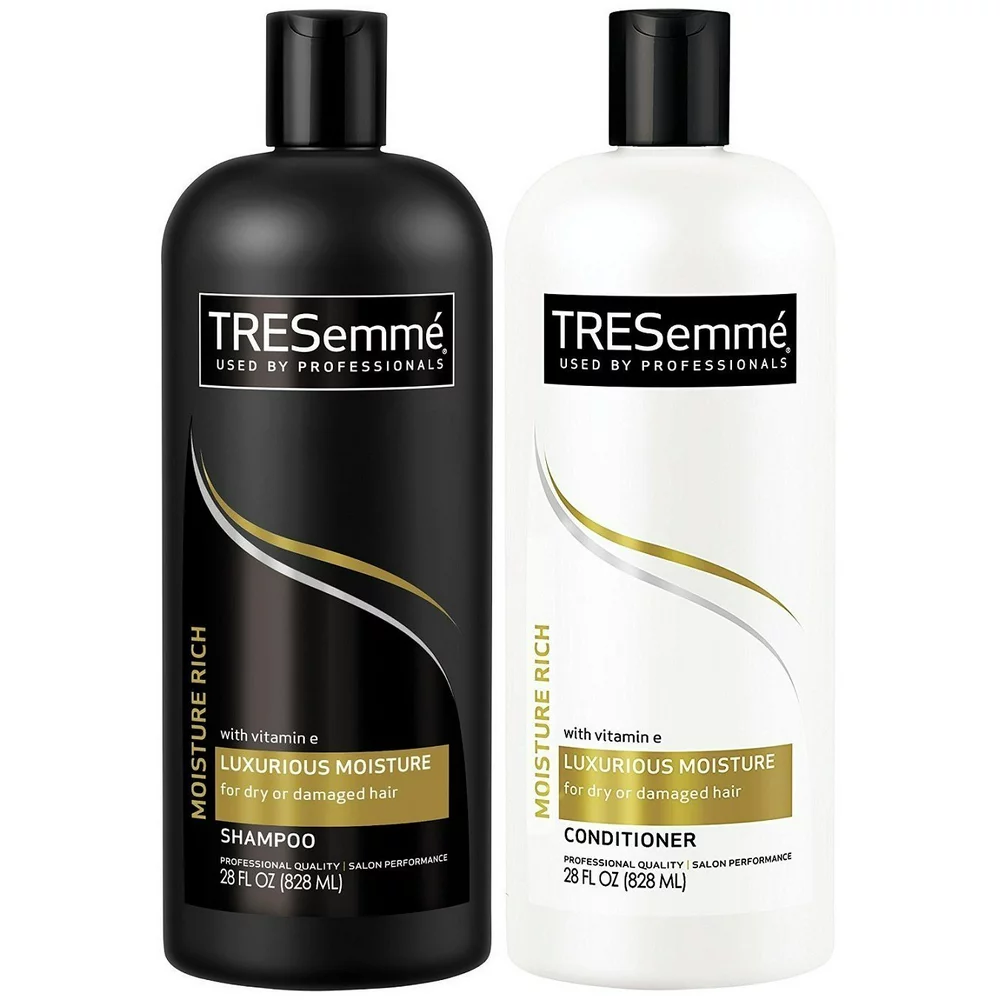 TRESemmé®
USED BY PROFESSIONALS
MOISTURE RICH
with vitamin e
LUXURIOUS MOISTURE
for dry or damaged hair
SHAMPOO
PROFESSIONAL QUALITY | SALON PERFORMANCE
28 FL OZ (828 ML)
TRESemmé®
USED BY PROFESSIONALS
MOISTURE RICH
with vitamin e
LUXURIOUS MOISTURE
for dry or damaged hair
CONDITIONER
PROFESSIONAL QUALITY | SALON PERFORMANCE
28 FL OZ (828 ML)